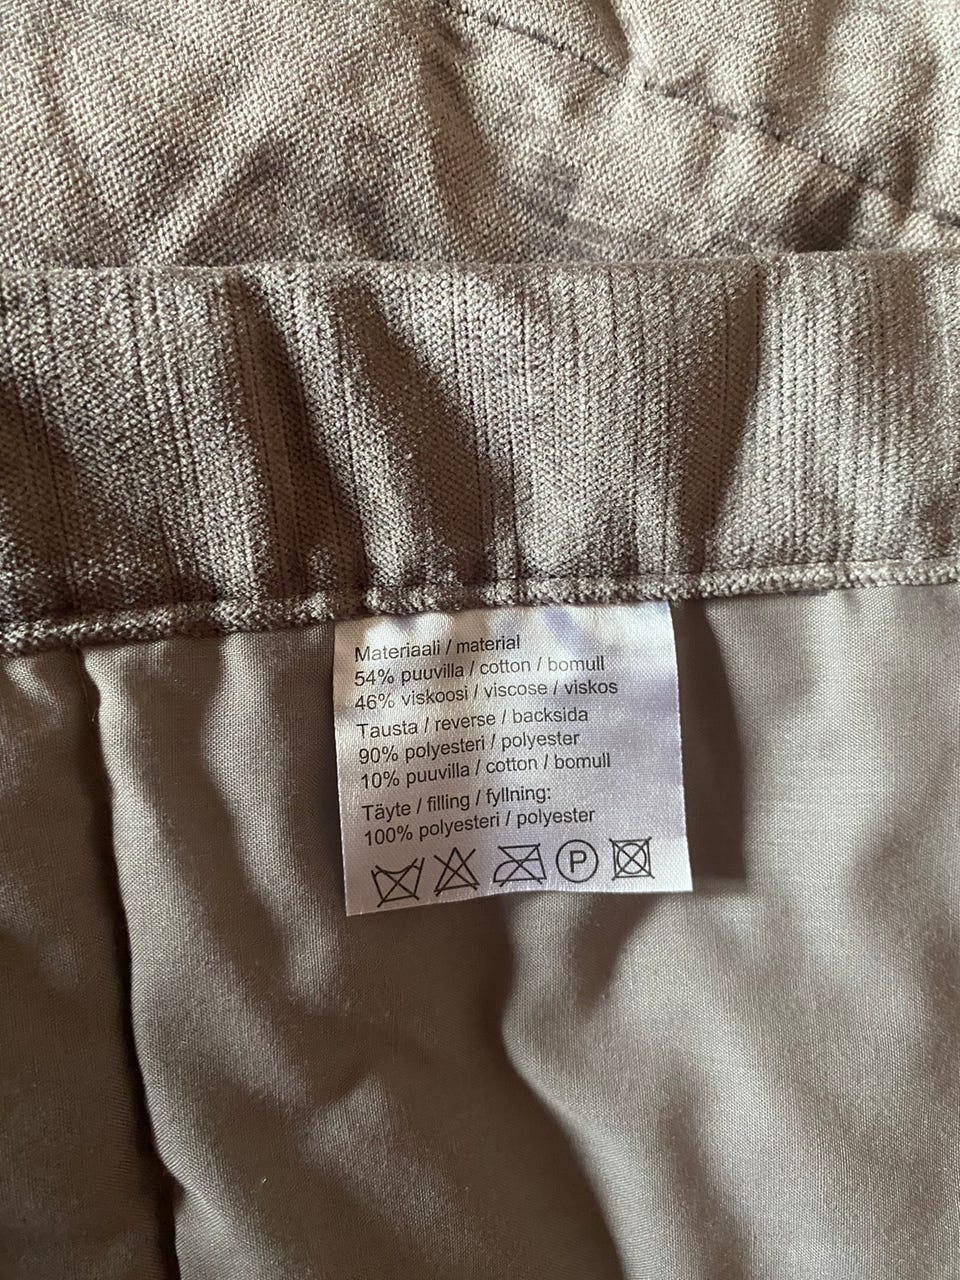 Materiaali / material
54% puuvilla / cotton / bomull
46% viskoosi / viscose / viskos
Tausta / reverse / backsida
90% polyesteri / polyester
10% puuvilla / cotton / bomull
Täyte / filling / fyllning:
100% polyesteri / polyester
P